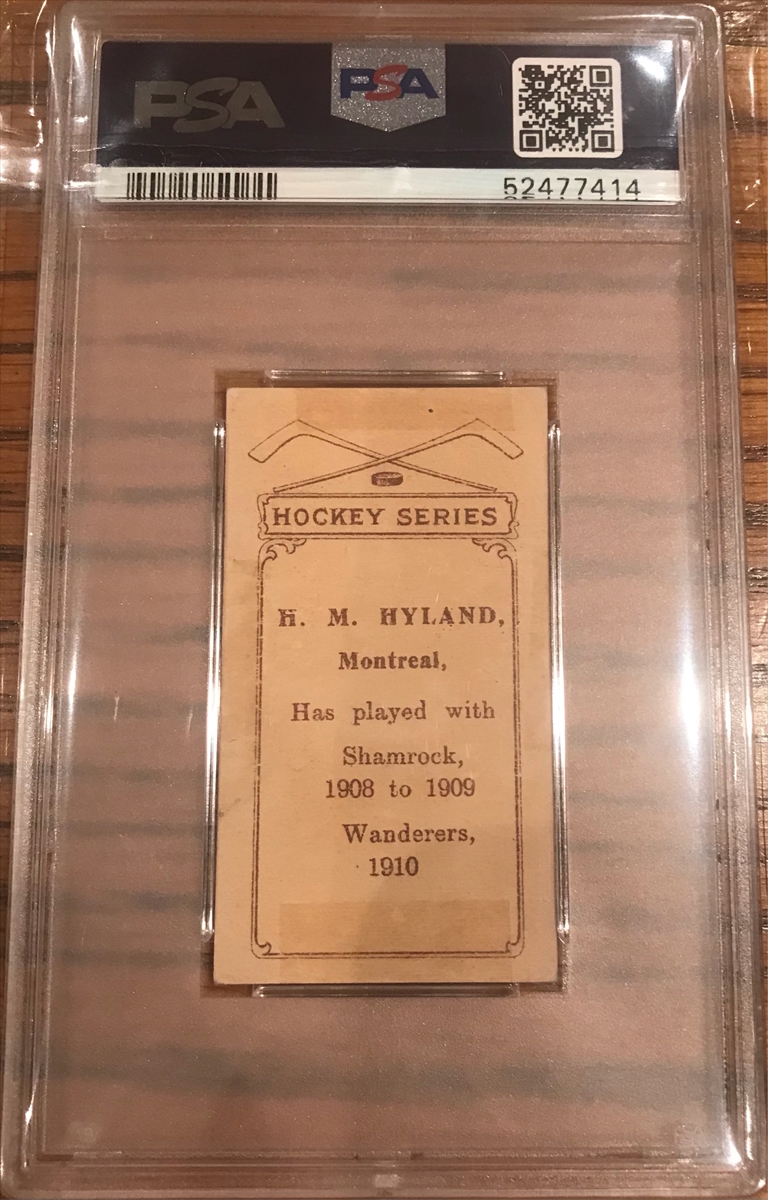 PSA
PSA
52477414
HOCKEY SERIES
H. M. HYLAND,
Montreal,
Has played with
Shamrock,
1908 to 1909
Wanderers,
1910